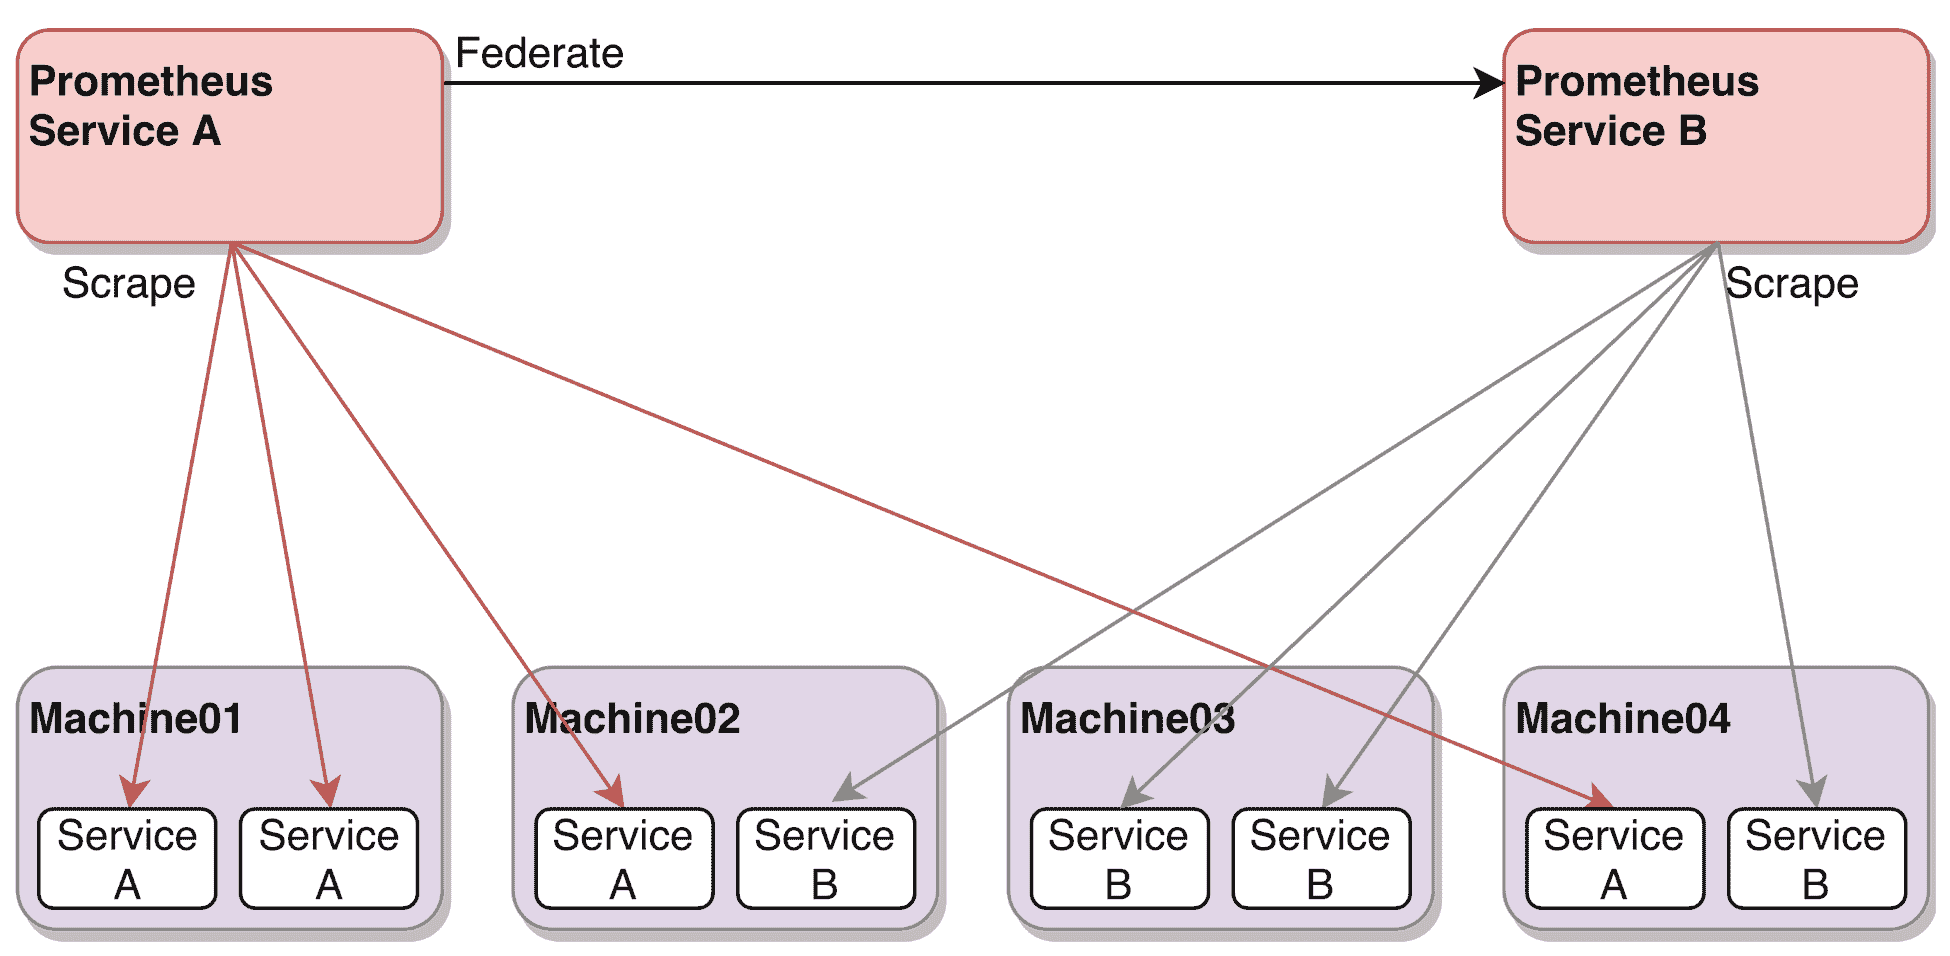 Prometheus
Service A
Federate
Prometheus
Service B
Scrape
Scrape
Machine01
Service
A
Service
A
Machine02
Service
A
Service
B
Machine03
Service
B
Service
B
Machine04
Service
A
Service
B